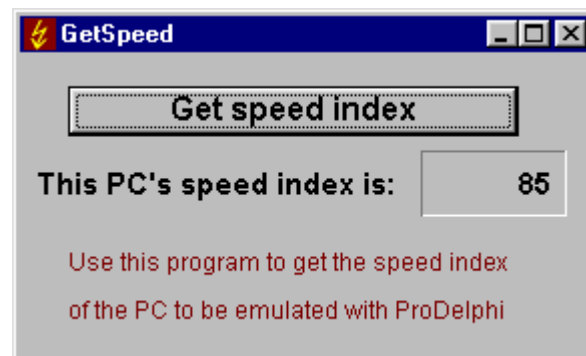 GetSpeed
Get speed index
This PC's speed index is: 85
Use this program to get the speed index
of the PC to be emulated with ProDelphi